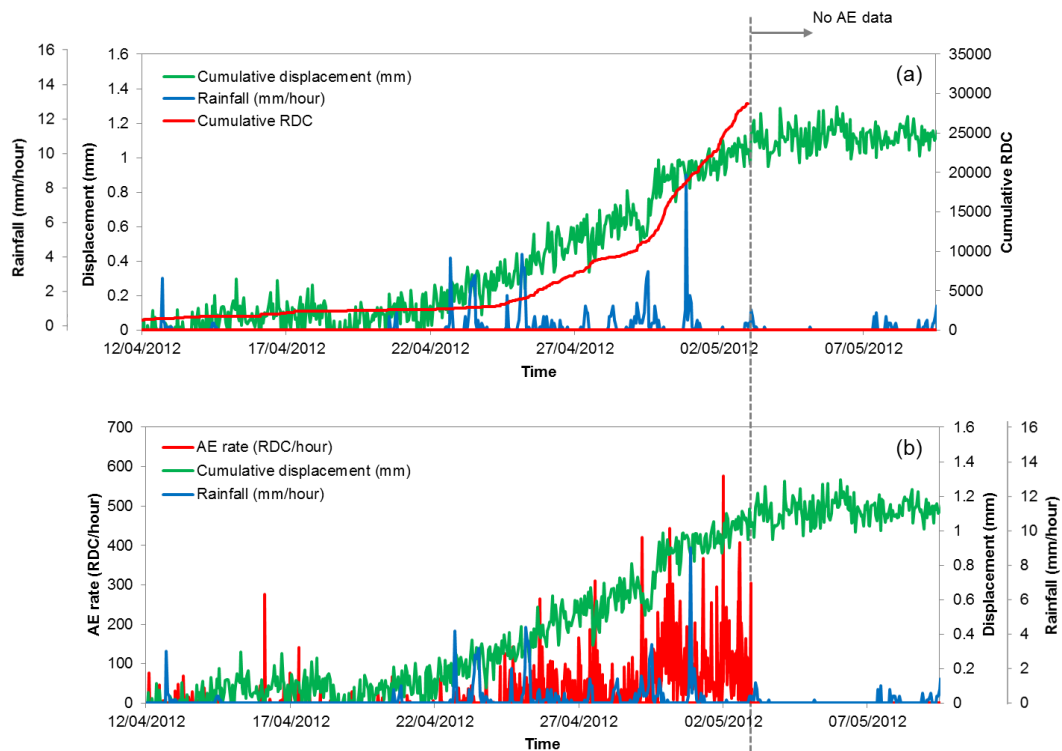 No AE data
(a)
Cumulative displacement (mm)
Rainfall (mm/hour)
Cumulative RDC
16
14
12
10
8
6
4
2
0
Rainfall (mm/hour)
1.6
1.4
1.2
1
0.8
0.6
0.4
0.2
0
Displacement (mm)
35000
30000
25000
20000
15000
10000
5000
0
Cumulative RDC
12/04/2012 17/04/2012 22/04/2012 27/04/2012 02/05/2012 07/05/2012
Time
(b)
AE rate (RDC/hour)
Cumulative displacement (mm)
Rainfall (mm/hour)
700
600
500
400
300
200
100
0
AE rate (RDC/hour)
1.6
1.4
1.2
1
0.8
0.6
0.4
0.2
0
Displacement (mm)
16
14
12
10
8
6
4
2
0
Rainfall (mm/hour)
12/04/2012 17/04/2012 22/04/2012 27/04/2012 02/05/2012 07/05/2012
Time